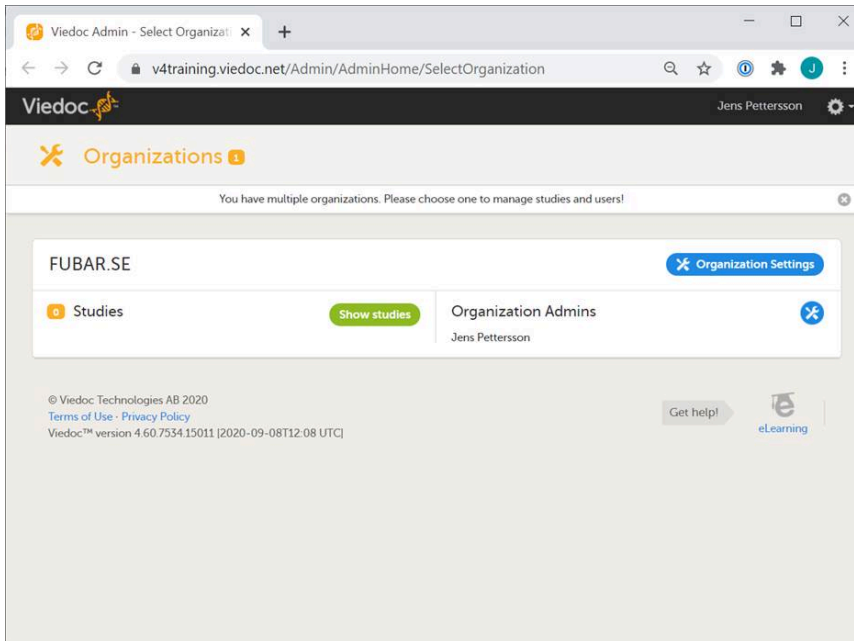 Viedoc Admin - Select Organizati
v4training.viedoc.net/Admin/AdminHome/SelectOrganization
J
Viedoc™
Jens Pettersson
Organizations 1
You have multiple organizations. Please choose one to manage studies and users!
FUBAR.SE
Organization Settings
0 Studies
Show studies
Organization Admins
Jens Pettersson
© Viedoc Technologies AB 2020
Terms of Use · Privacy Policy
Viedoc™ version 4.60.7534.15011 |2020-09-08T12:08 UTC|
Get help!
e
eLearning